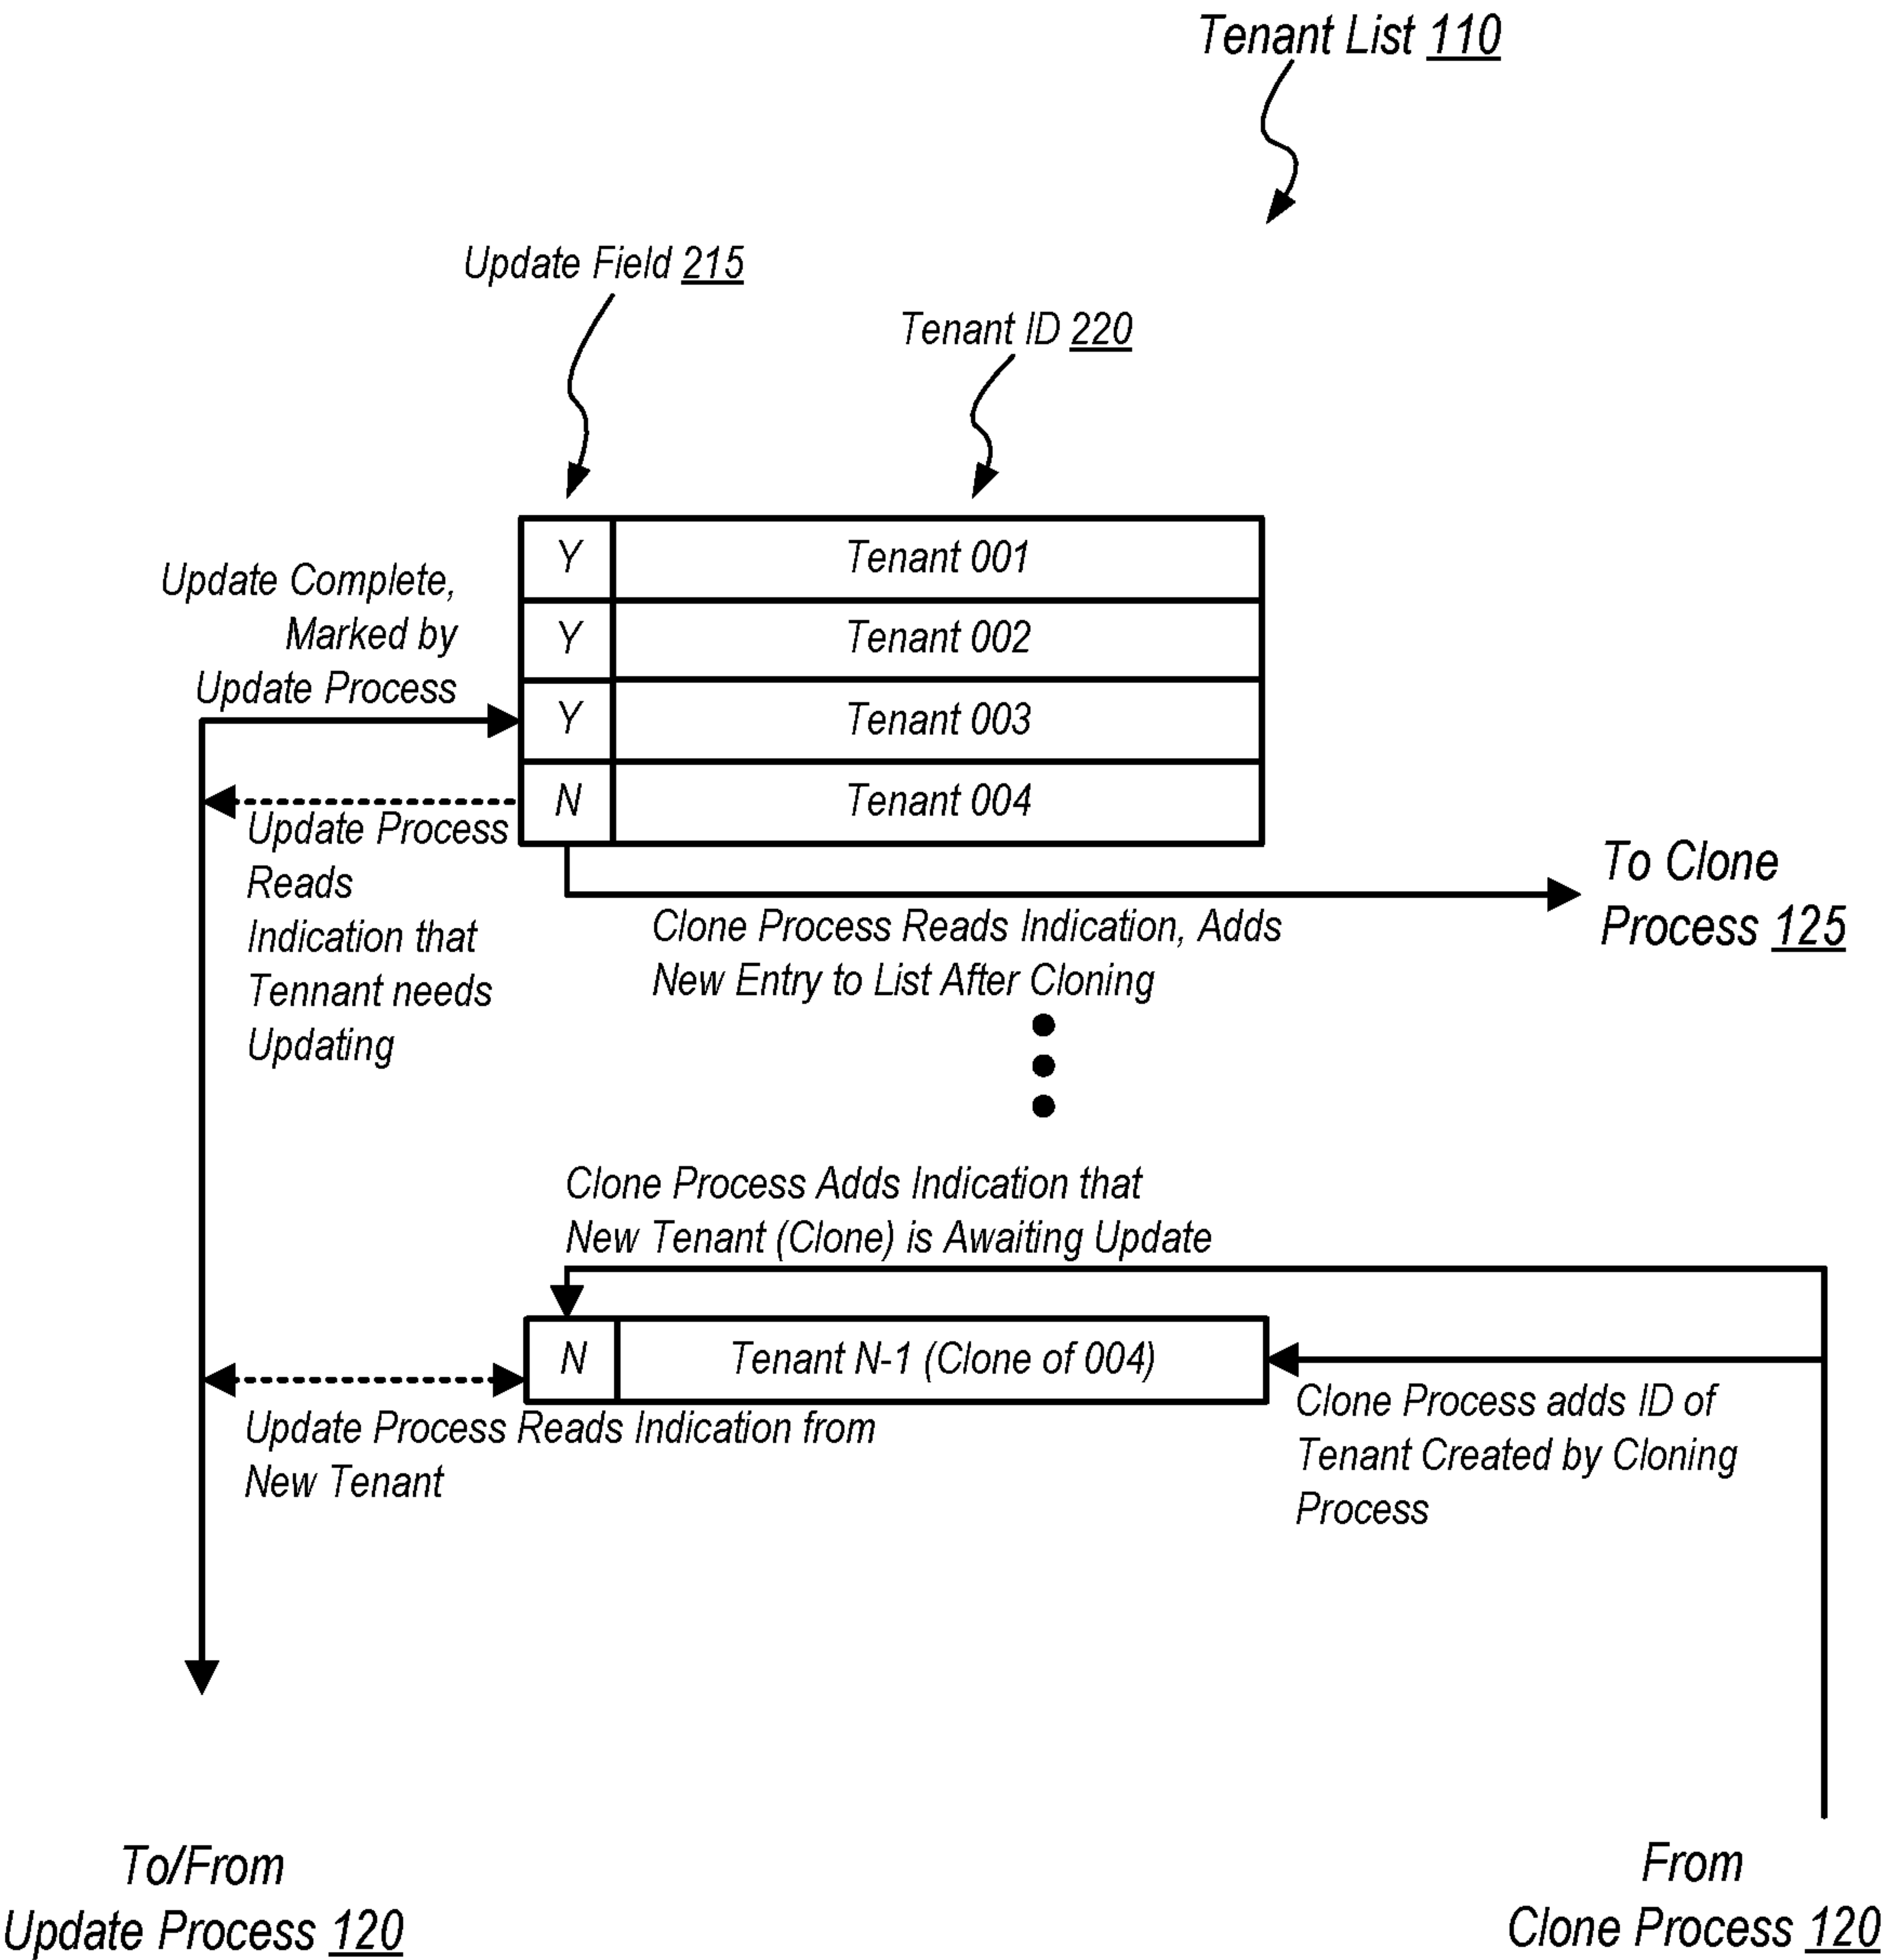 Tenant List 110
Update Field 215
Tenant ID 220
Y
Tenant 001
Update Complete,
Marked by
Update Process
Y
Tenant 002
Y
Tenant 003
N
Tenant 004
Update Process
Reads
Indication that
Tennant needs
Updating
To Clone
Process 125
Clone Process Reads Indication, Adds
New Entry to List After Cloning
Clone Process Adds Indication that
New Tenant (Clone) is Awaiting Update
N
Tenant N-1 (Clone of 004)
Update Process Reads Indication from
New Tenant
Clone Process adds ID of
Tenant Created by Cloning
Process
To/From
Update Process 120
From
Clone Process 120